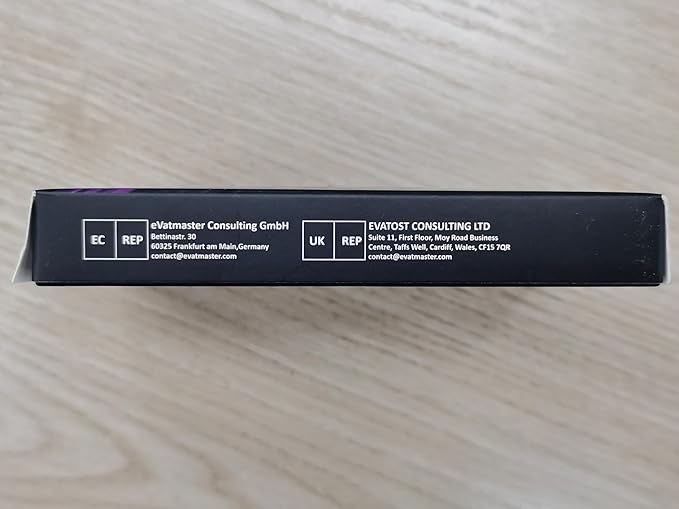 EC REP
eVatmaster Consulting GmbH
Bettinastr. 30
60325 Frankfurt am Main,Germany
contact@evatmaster.com
UK REP
EVATOST CONSULTING LTD
Suite 11, First Floor, Moy Road Business
Centre, Taffs Well, Cardiff, Wales, CF15 7QR
contact@evatmaster.com